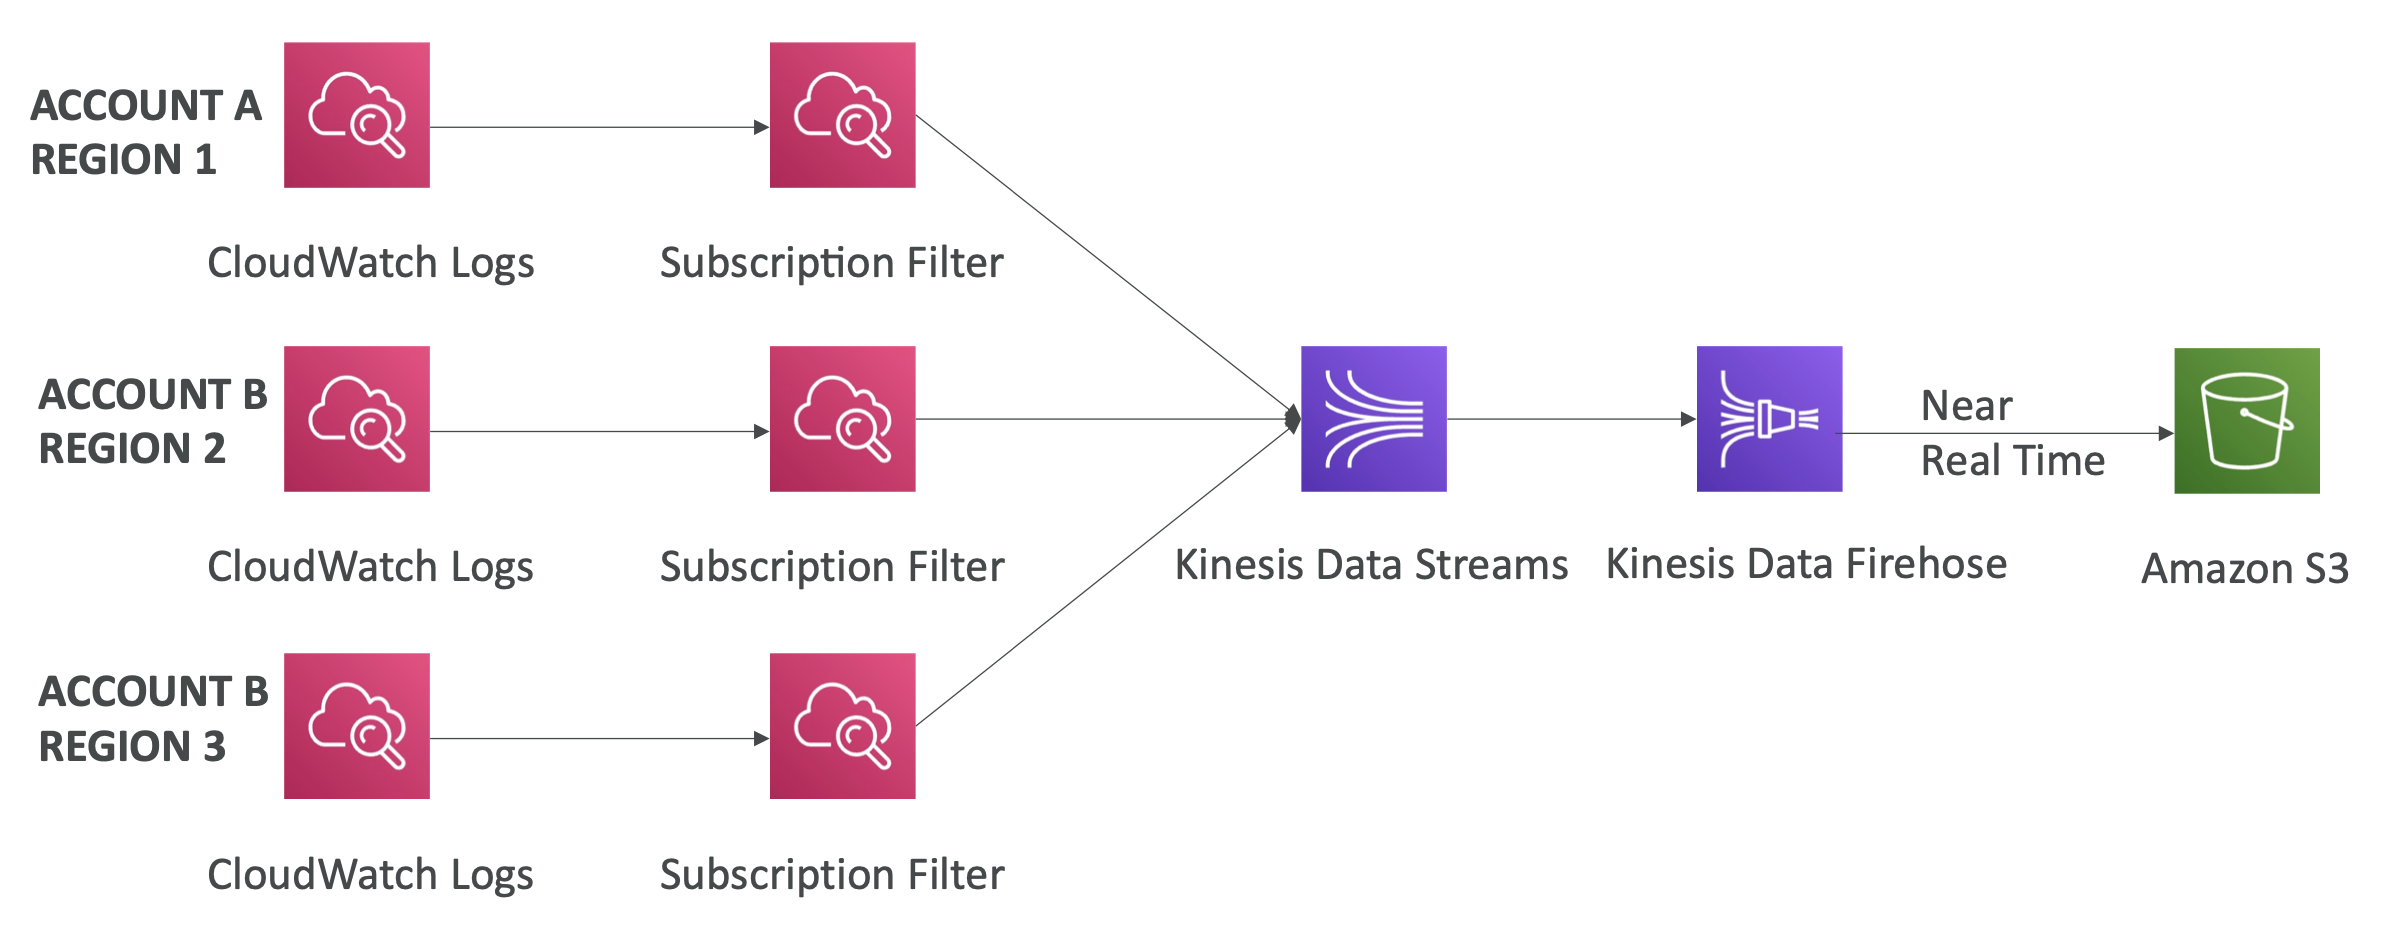 ACCOUNT A
REGION 1
CloudWatch Logs
Subscription Filter
ACCOUNT B
REGION 2
CloudWatch Logs
Subscription Filter
Kinesis Data Streams
Kinesis Data Firehose
Near
Real Time
Amazon S3
ACCOUNT B
REGION 3
CloudWatch Logs
Subscription Filter